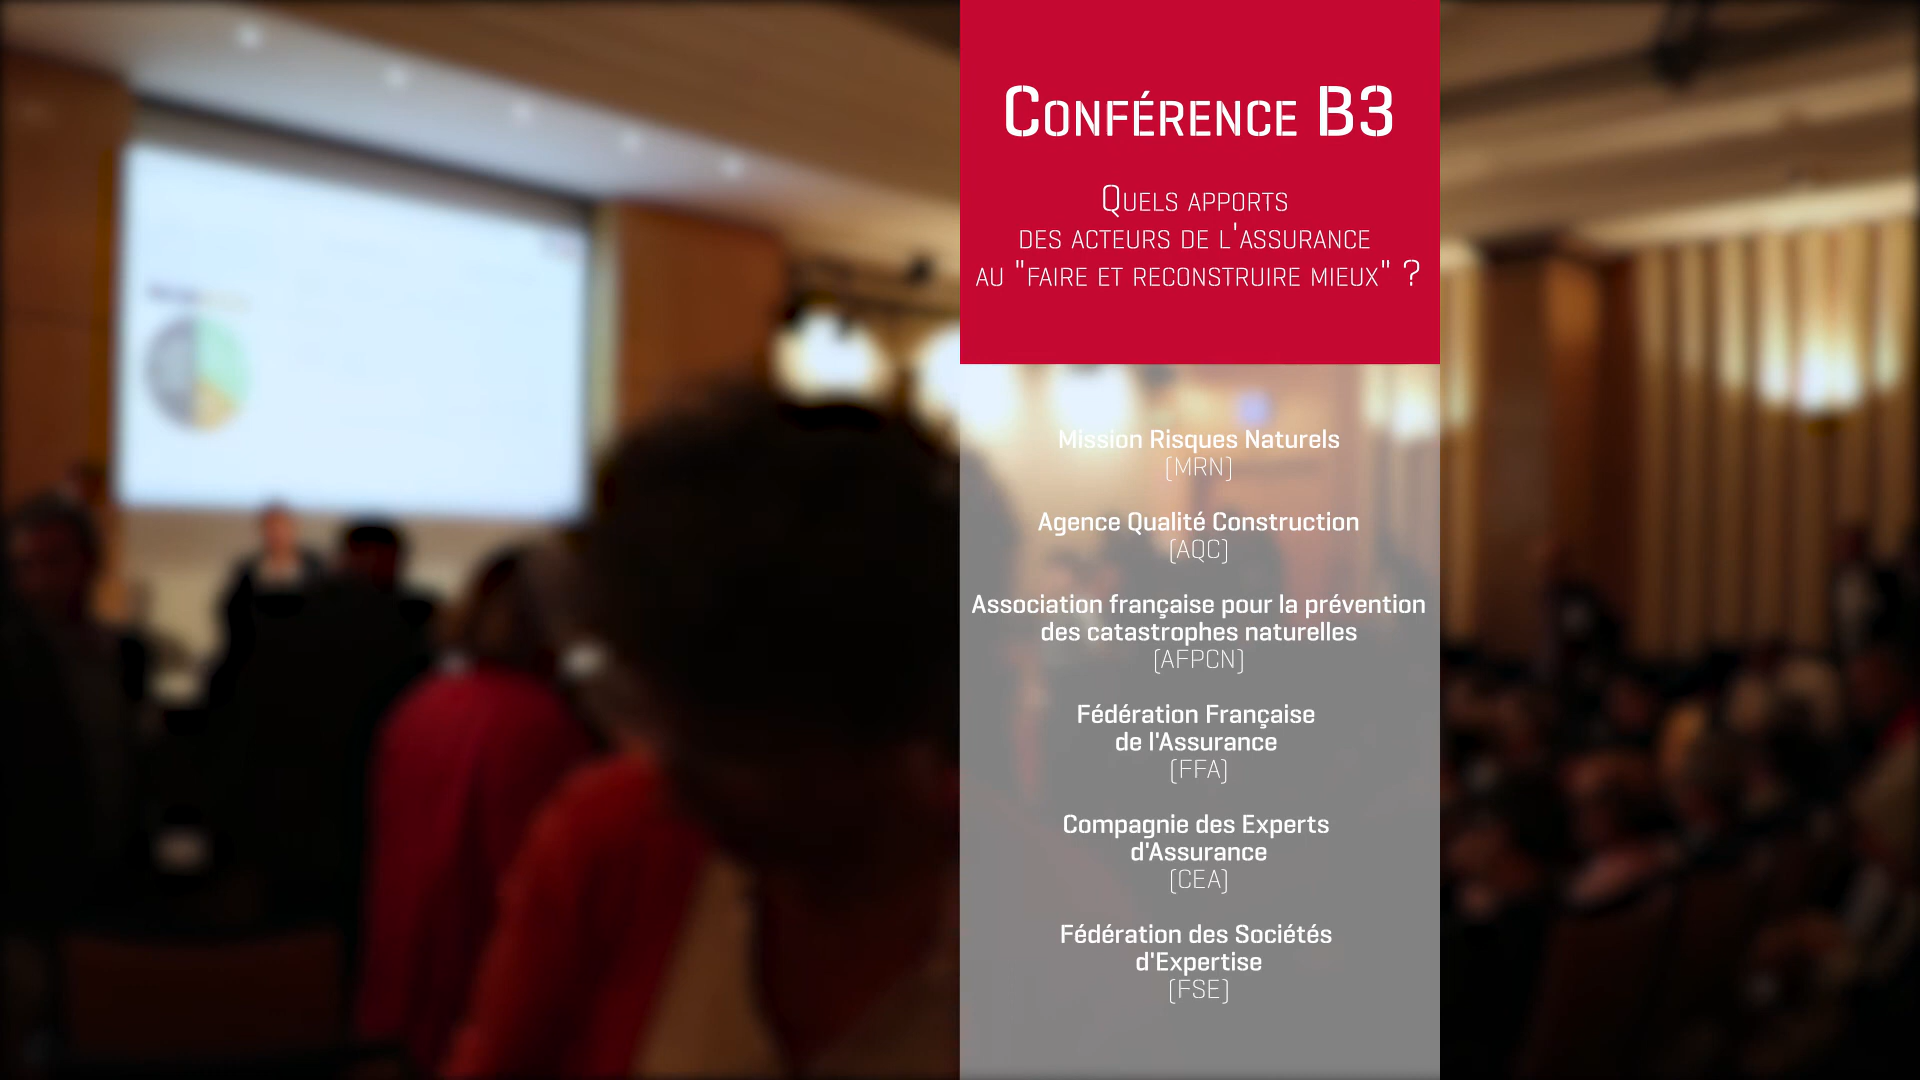 Conférence B3
Quels apports
des acteurs de l'assurance
au "faire et reconstruire mieux" ?
Mission Risques Naturels
(MRN)
Agence Qualité Construction
(AQC)
Association française pour la prévention
des catastrophes naturelles
(AFPCN)
Fédération Française
de l'Assurance
(FFA)
Compagnie des Experts
d'Assurance
(CEA)
Fédération des Sociétés
d'Expertise
(FSE)